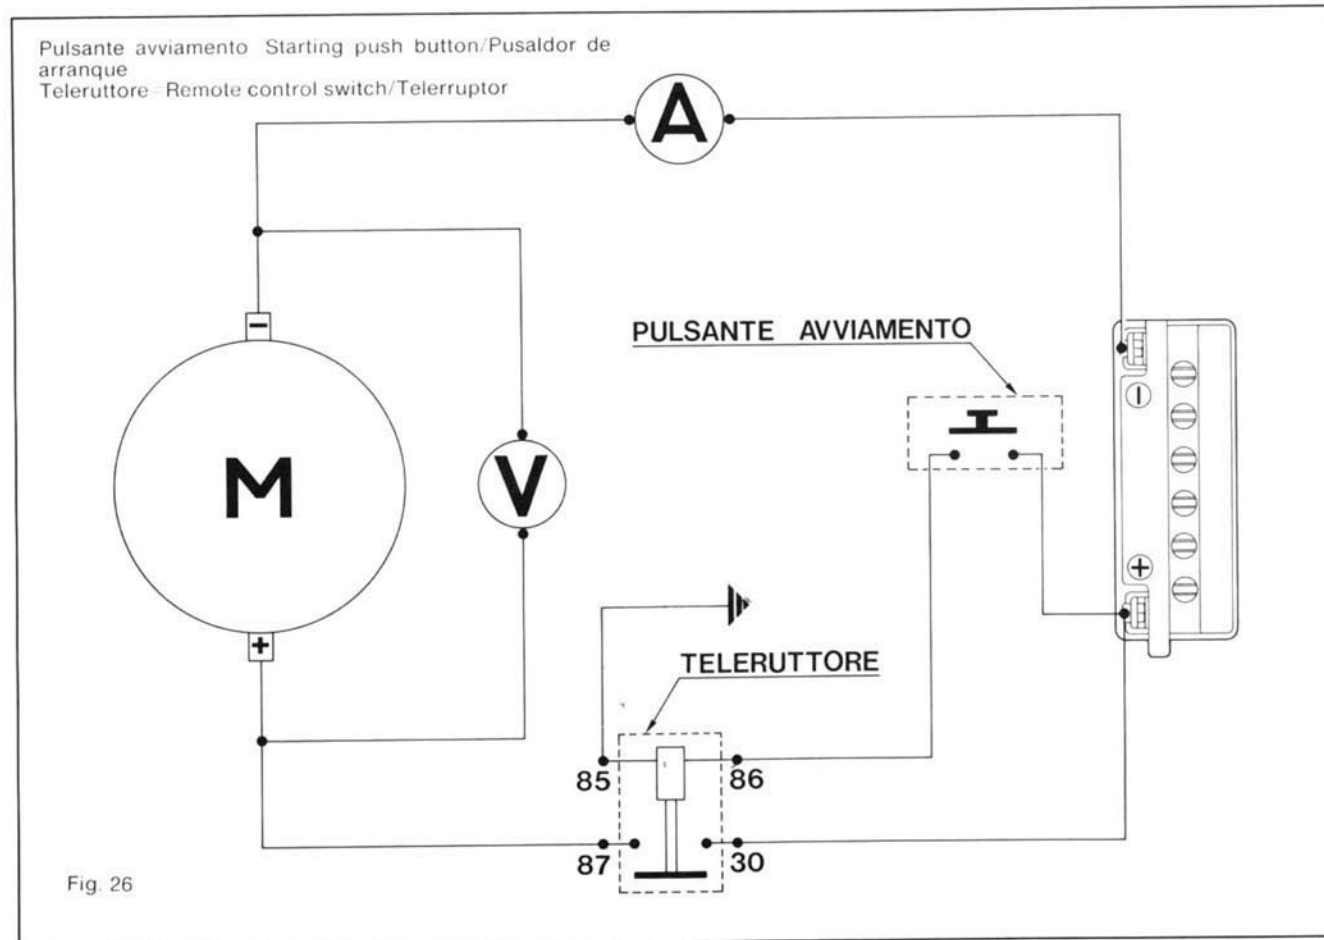 Pulsante avviamento Starting push button/Pusaldor de
arranque
Teleruttore Remote control switch/Telerruptor
A
PULSANTE AVVIAMENTO
−
−
M
V
+
+
TELERUTTORE
85
86
87
30
Fig. 26